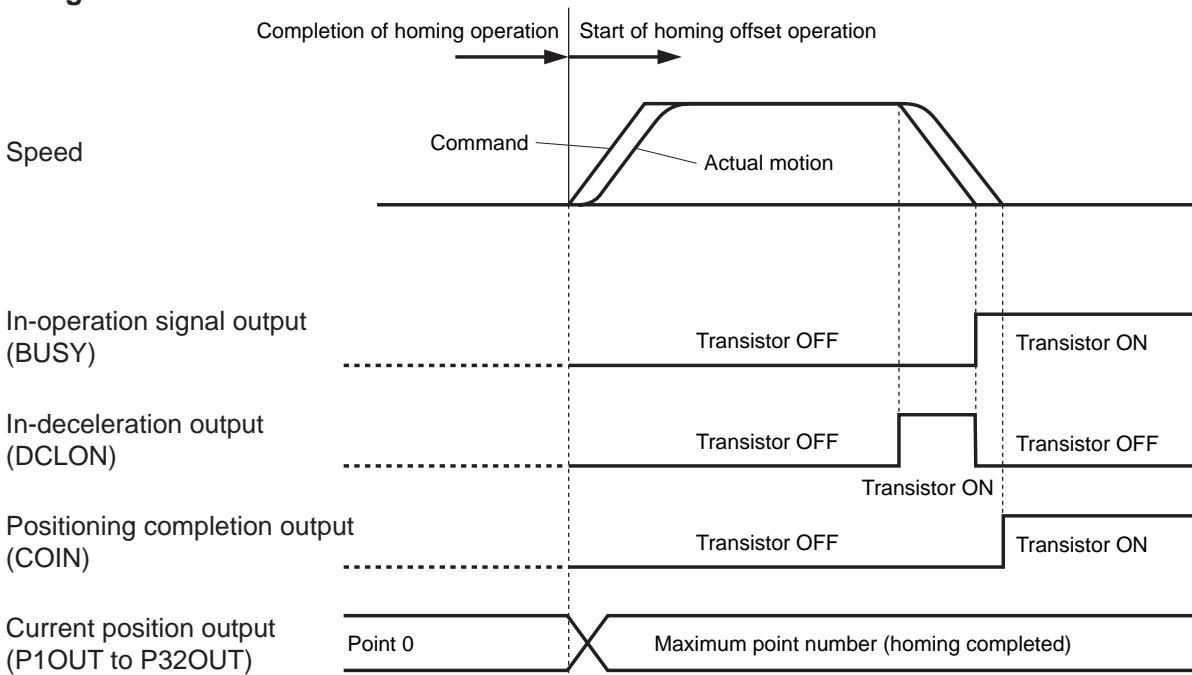 Completion of homing operation
Start of homing offset operation
Speed
Command
Actual motion
In-operation signal output
(BUSY)
Transistor OFF
Transistor ON
In-deceleration output
(DCLON)
Transistor OFF
Transistor OFF
Transistor ON
Positioning completion output
(COIN)
Transistor OFF
Transistor ON
Current position output
(P1OUT to P32OUT)
Point 0
Maximum point number (homing completed)